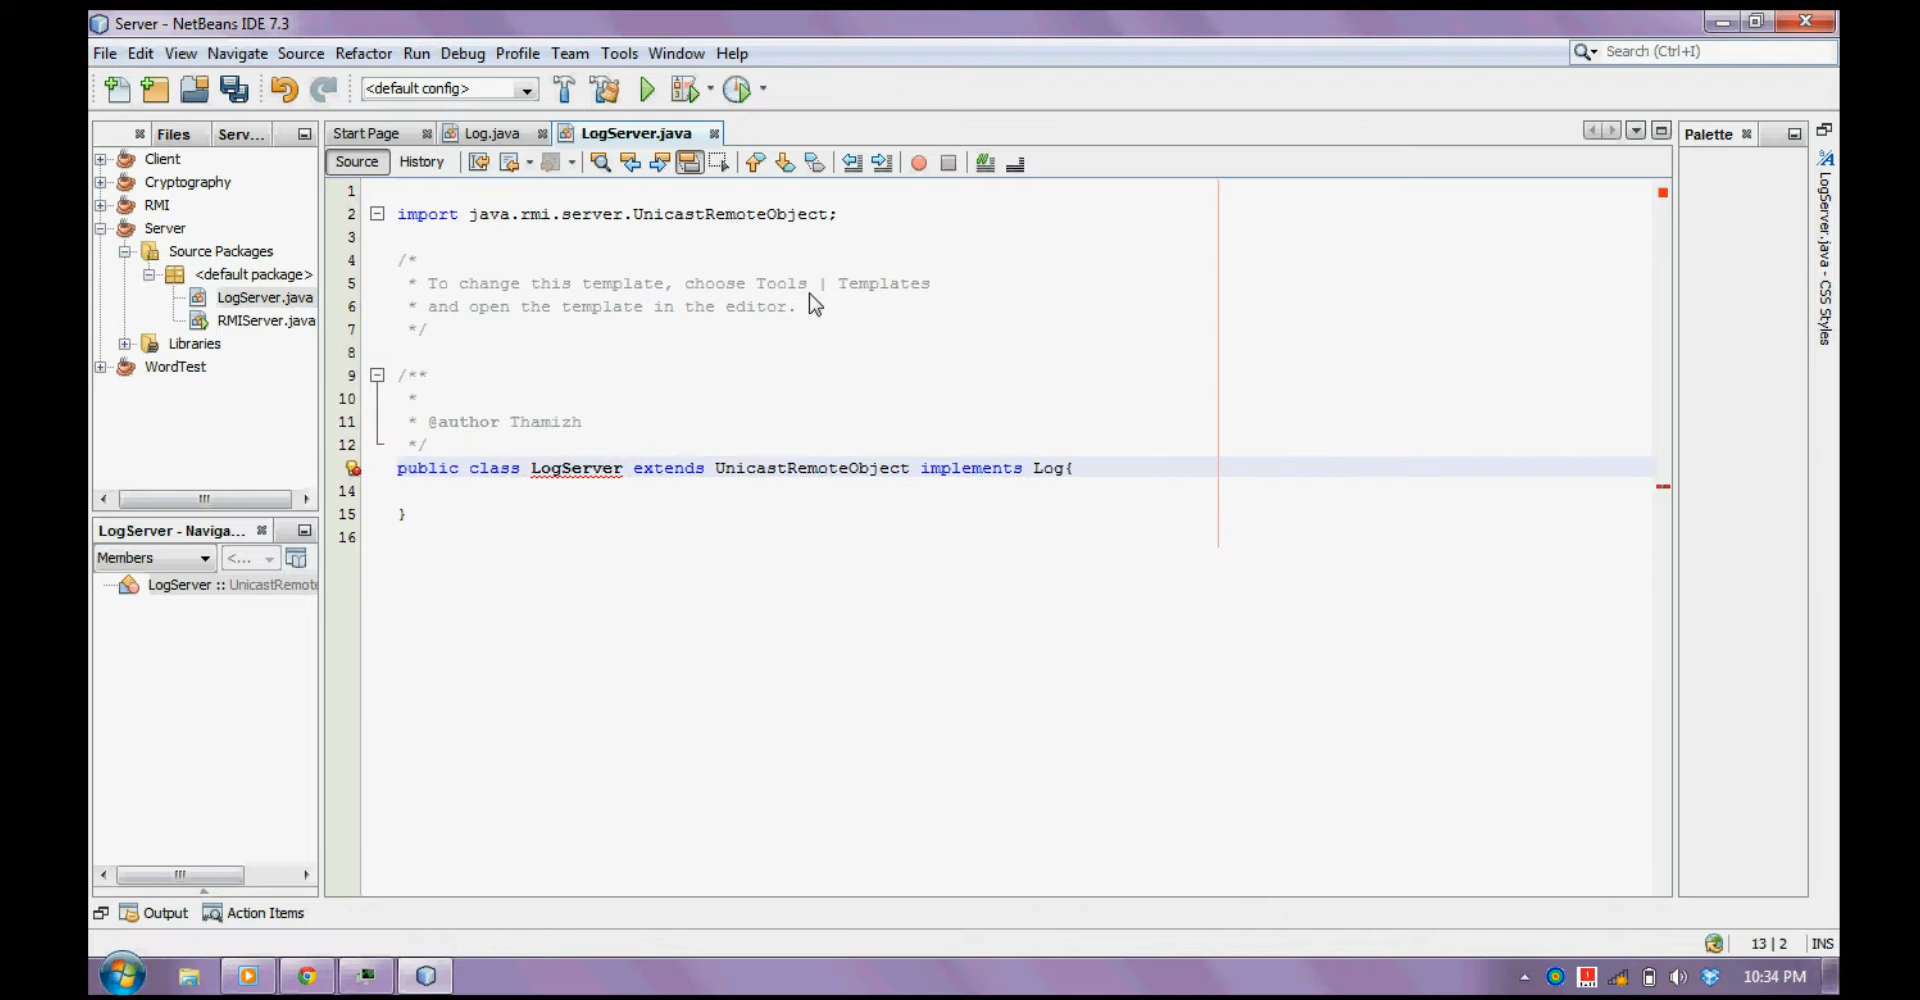 Server - NetBeans IDE 7.3
File Edit View Navigate Source Refactor Run Debug Profile Team Tools Window Help
Search (Ctrl+I)
<default config>
Files Serv...
Start Page Log.java LogServer.java
Palette
Source History
Client
Cryptography
RMI
Server
Source Packages
<default package>
LogServer.java
RMIServer.java
Libraries
WordTest
1
2 import java.rmi.server.UnicastRemoteObject;
3
4 /*
5 * To change this template, choose Tools | Templates
6 * and open the template in the editor.
7 */
8
9 /**
10 *
11 * @author Thamizh
12 */
public class LogServer extends UnicastRemoteObject implements Log{
14
15 }
16
LogServer.java - CSS Styles
LogServer - Naviga...
Members <...
LogServer :: UnicastRemot
Output Action Items
13 | 2 INS
10:34 PM